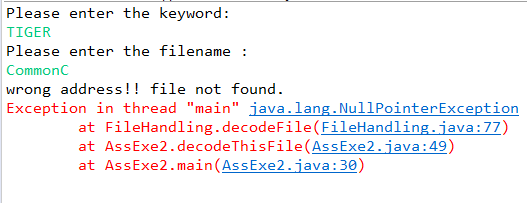 Please enter the keyword:
TIGER
Please enter the filename :
CommonC
wrong address!! file not found.
Exception in thread "main" java.lang.NullPointerException
at FileHandling.decodeFile(FileHandling.java:77)
at AssExe2.decodeThisFile(AssExe2.java:49)
at AssExe2.main(AssExe2.java:30)